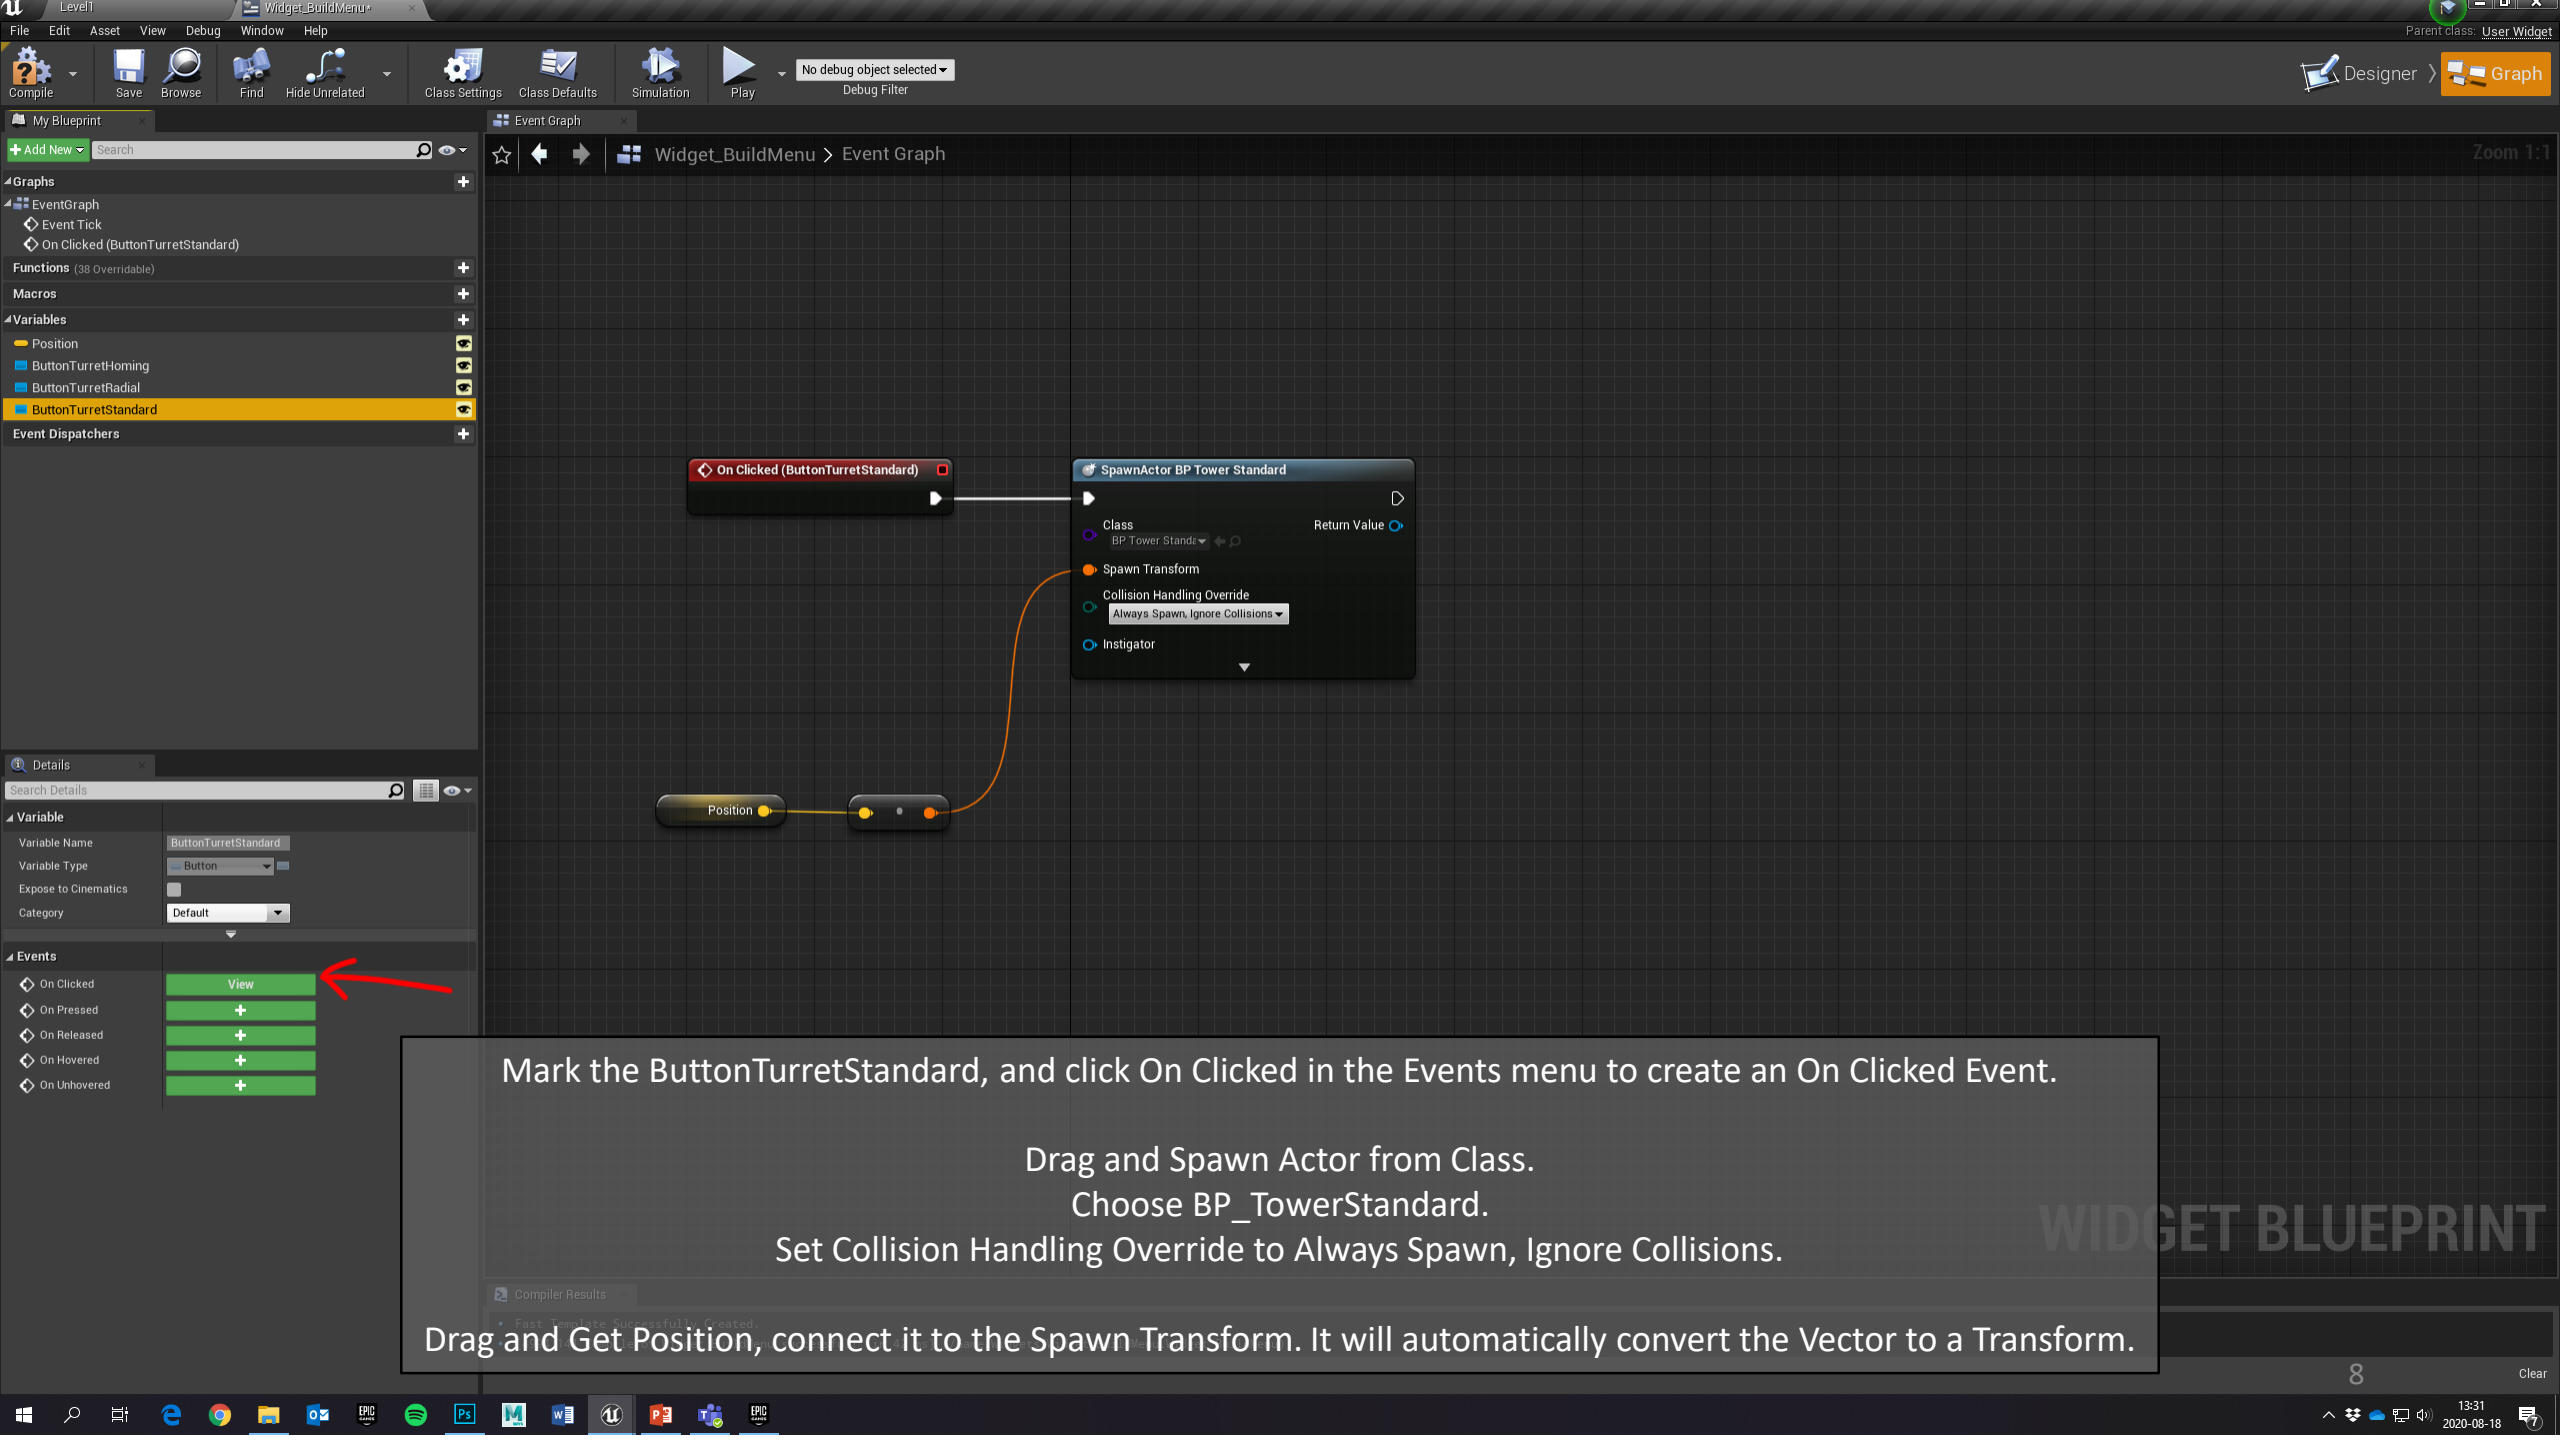 Level1
Widget_BuildMenu*
File Edit Asset View Debug Window Help
Parent class: User Widget
Compile
Save
Browse
Find
Hide Unrelated
Class Settings
Class Defaults
Simulation
Play
No debug object selected
Debug Filter
Designer
Graph
My Blueprint
Event Graph
Add New
Search
Widget_BuildMenu > Event Graph
Zoom 1:1
Graphs
EventGraph
Event Tick
On Clicked (ButtonTurretStandard)
Functions (38 Overridable)
Macros
Variables
Position
ButtonTurretHoming
ButtonTurretRadial
ButtonTurretStandard
Event Dispatchers
On Clicked (ButtonTurretStandard)
SpawnActor BP Tower Standard
Class
BP Tower Standa
Return Value
Spawn Transform
Collision Handling Override
Always Spawn, Ignore Collisions
Instigator
Position
Details
Search Details
Variable
Variable Name ButtonTurretStandard
Variable Type Button
Expose to Cinematics
Category Default
Events
On Clicked View
On Pressed
On Released
On Hovered
On Unhovered
Mark the ButtonTurretStandard, and click On Clicked in the Events menu to create an On Clicked Event.
Drag and Spawn Actor from Class.
Choose BP_TowerStandard.
Set Collision Handling Override to Always Spawn, Ignore Collisions.
Drag and Get Position, connect it to the Spawn Transform. It will automatically convert the Vector to a Transform.
WIDGET BLUEPRINT
Compiler Results
Fast Template Successfully Created.
8
Clear
13:31
2020-08-18
7